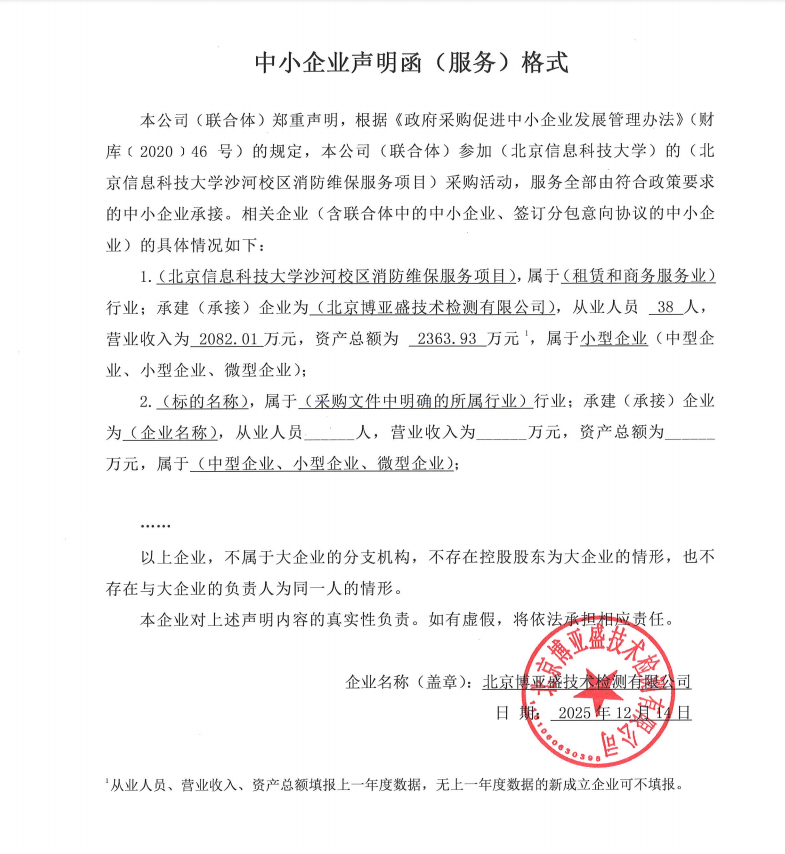 中小企业声明函（服务）格式
本公司（联合体）郑重声明，根据《政府采购促进中小企业发展管理办法》（财
库﹝2020﹞46 号）的规定，本公司（联合体）参加（北京信息科技大学）的（北
京信息科技大学沙河校区消防维保服务项目）采购活动，服务全部由符合政策要求
的中小企业承接。相关企业（含联合体中的中小企业、签订分包意向协议的中小企
业）的具体情况如下：
1.（北京信息科技大学沙河校区消防维保服务项目），属于（租赁和商务服务业）
行业；承建（承接）企业为（北京博亚盛技术检测有限公司），从业人员 38 人，
营业收入为 2082.01 万元，资产总额为 2363.93 万元1，属于小型企业（中型企
业、小型企业、微型企业）；
2.（标的名称），属于（采购文件中明确的所属行业）行业；承建（承接）企业
为（企业名称），从业人员______人，营业收入为______万元，资产总额为______
万元，属于（中型企业、小型企业、微型企业）；
……
以上企业，不属于大企业的分支机构，不存在控股股东为大企业的情形，也不
存在与大企业的负责人为同一人的情形。
本企业对上述声明内容的真实性负责。如有虚假，将依法承担相应责任。
企业名称（盖章）：北京博亚盛技术检测有限公司
日 期： 2025 年 12 月 14 日
北京博亚盛技术检测有限公司
1从业人员、营业收入、资产总额填报上一年度数据，无上一年度数据的新成立企业可不填报。